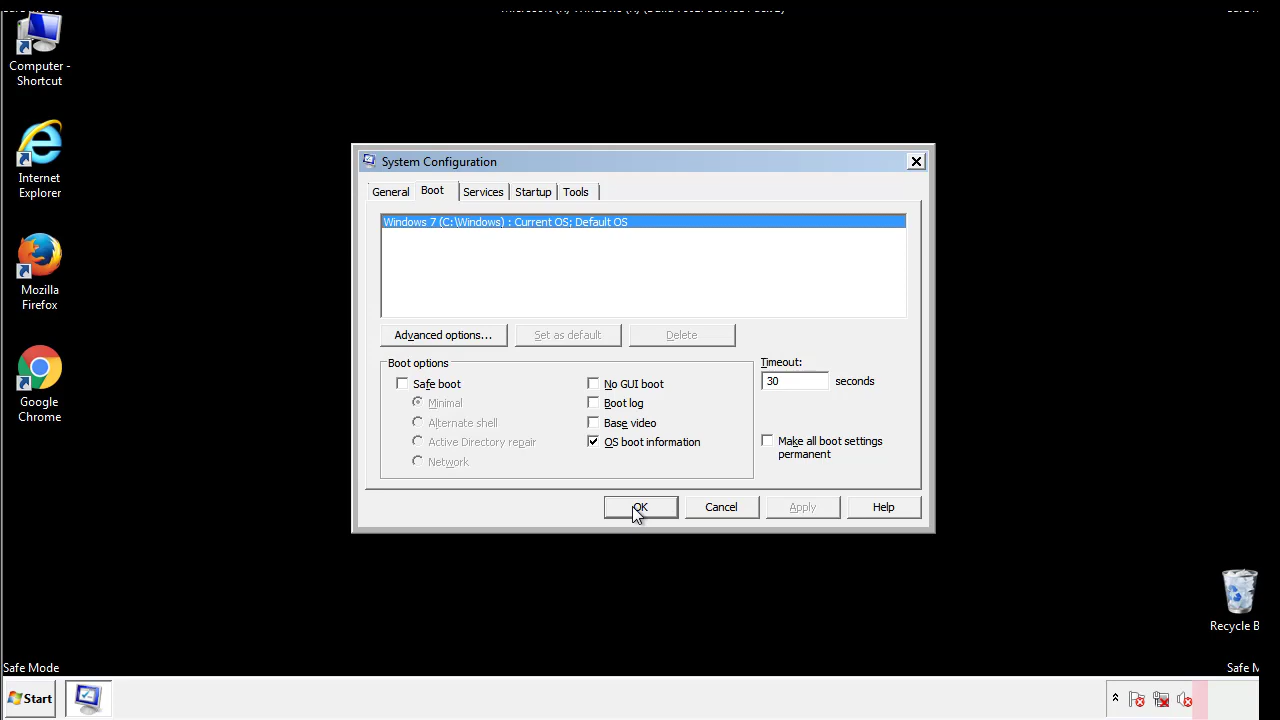 Computer -
Shortcut
Internet
Explorer
Mozilla
Firefox
Google
Chrome
System Configuration
General
Boot
Services
Startup
Tools
Windows 7 (C:\Windows) : Current OS; Default OS
Advanced options...
Set as default
Delete
Boot options
Safe boot
Minimal
Alternate shell
Active Directory repair
Network
No GUI boot
Boot log
Base video
OS boot information
Timeout:
30 seconds
Make all boot settings
permanent
OK
Cancel
Apply
Help
Recycle B
Safe Mode
Safe M
Start